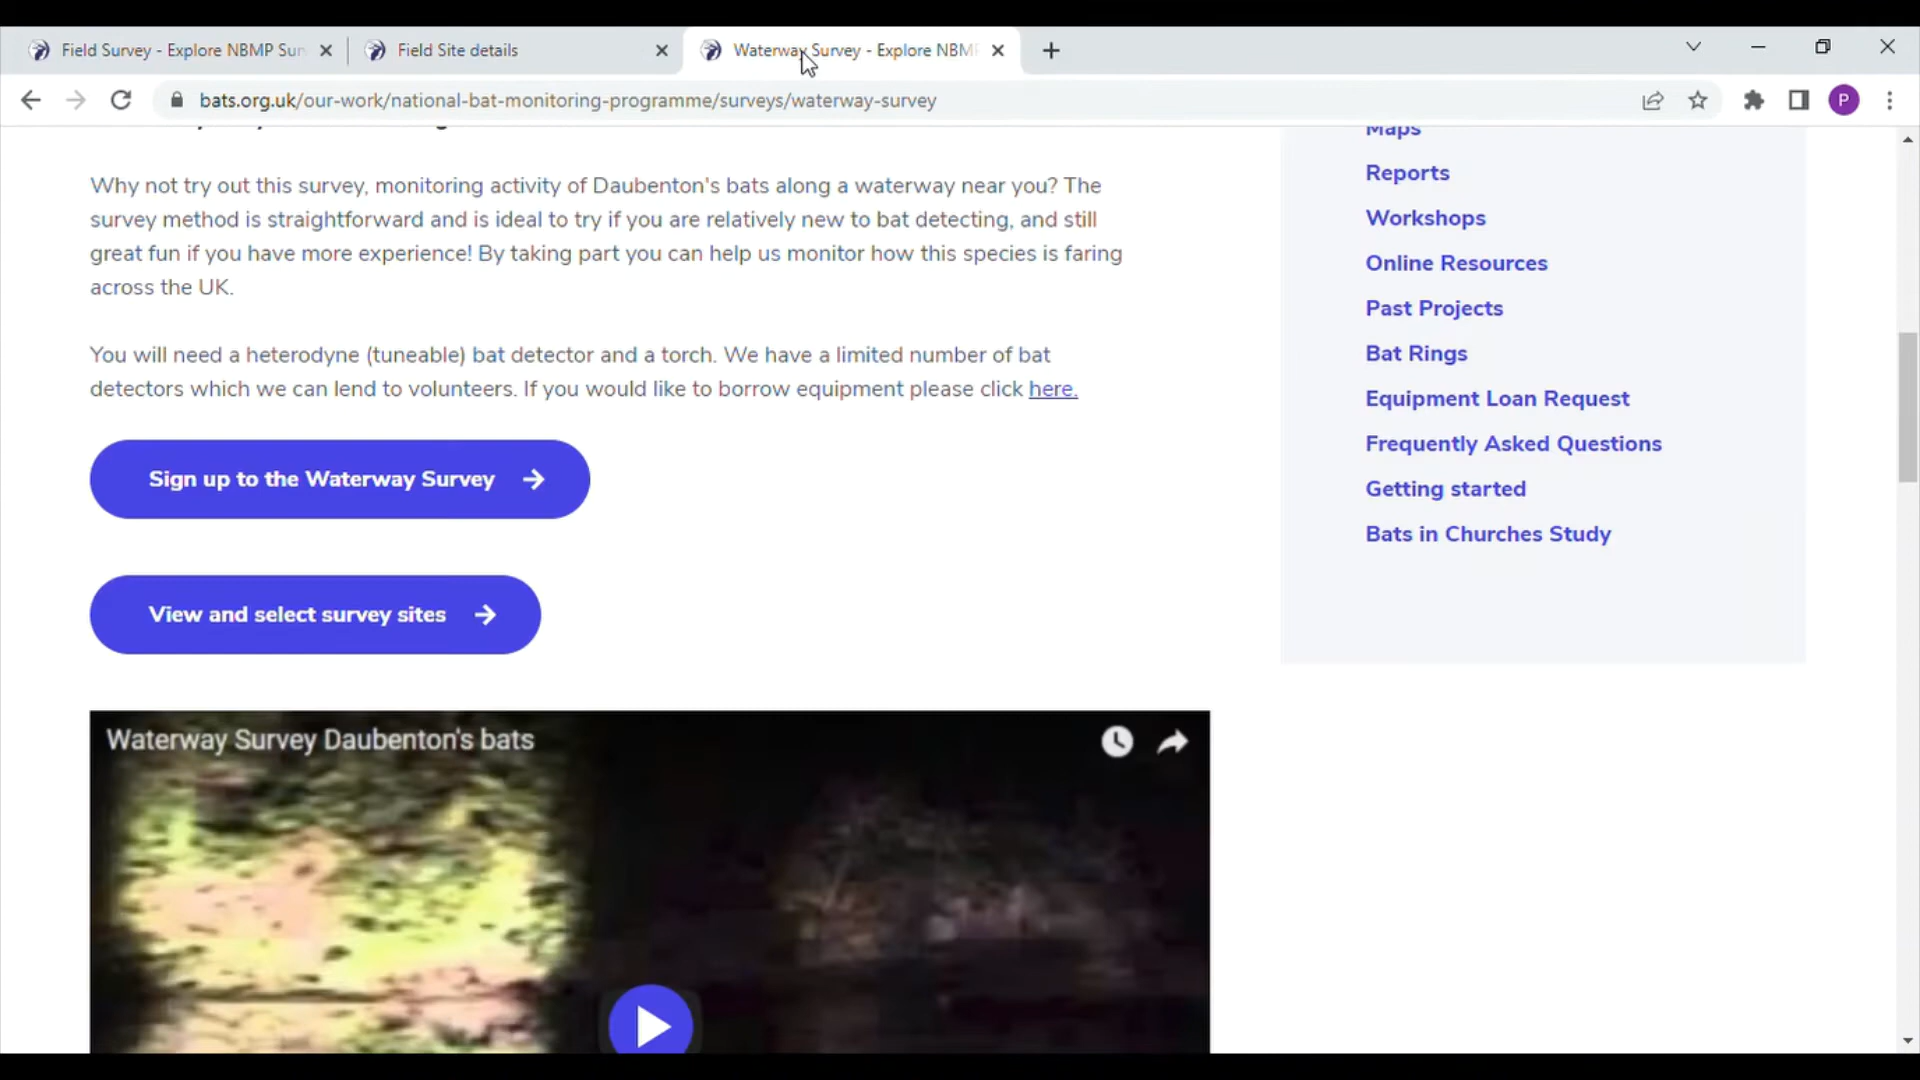 Field Survey - Explore NBMP Sur
Field Site details
Waterway Survey - Explore NBMP
bats.org.uk/our-work/national-bat-monitoring-programme/surveys/waterway-survey
P
Why not try out this survey, monitoring activity of Daubenton's bats along a waterway near you? The
survey method is straightforward and is ideal to try if you are relatively new to bat detecting, and still
great fun if you have more experience! By taking part you can help us monitor how this species is faring
across the UK.
You will need a heterodyne (tuneable) bat detector and a torch. We have a limited number of bat
detectors which we can lend to volunteers. If you would like to borrow equipment please click here.
Sign up to the Waterway Survey
View and select survey sites
Waterway Survey Daubenton's bats
Maps
Reports
Workshops
Online Resources
Past Projects
Bat Rings
Equipment Loan Request
Frequently Asked Questions
Getting started
Bats in Churches Study